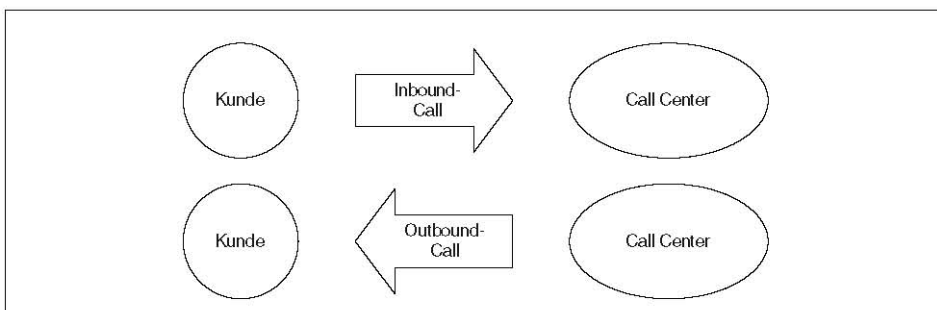 Kunde
Inbound-
Call
Call Center
Kunde
Outbound-
Call
Call Center